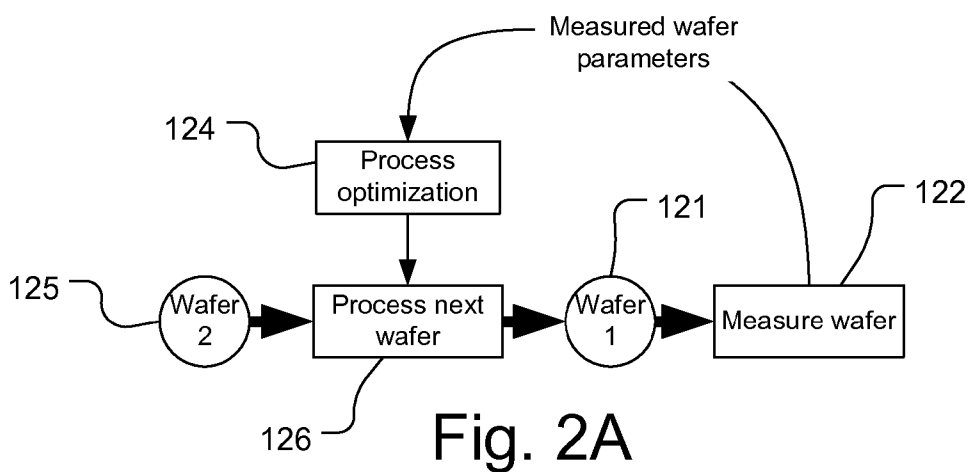 Measured wafer
parameters
124
Process
optimization
121
122
125
Wafer
2
Process next
wafer
Wafer
1
Measure wafer
126
Fig. 2A